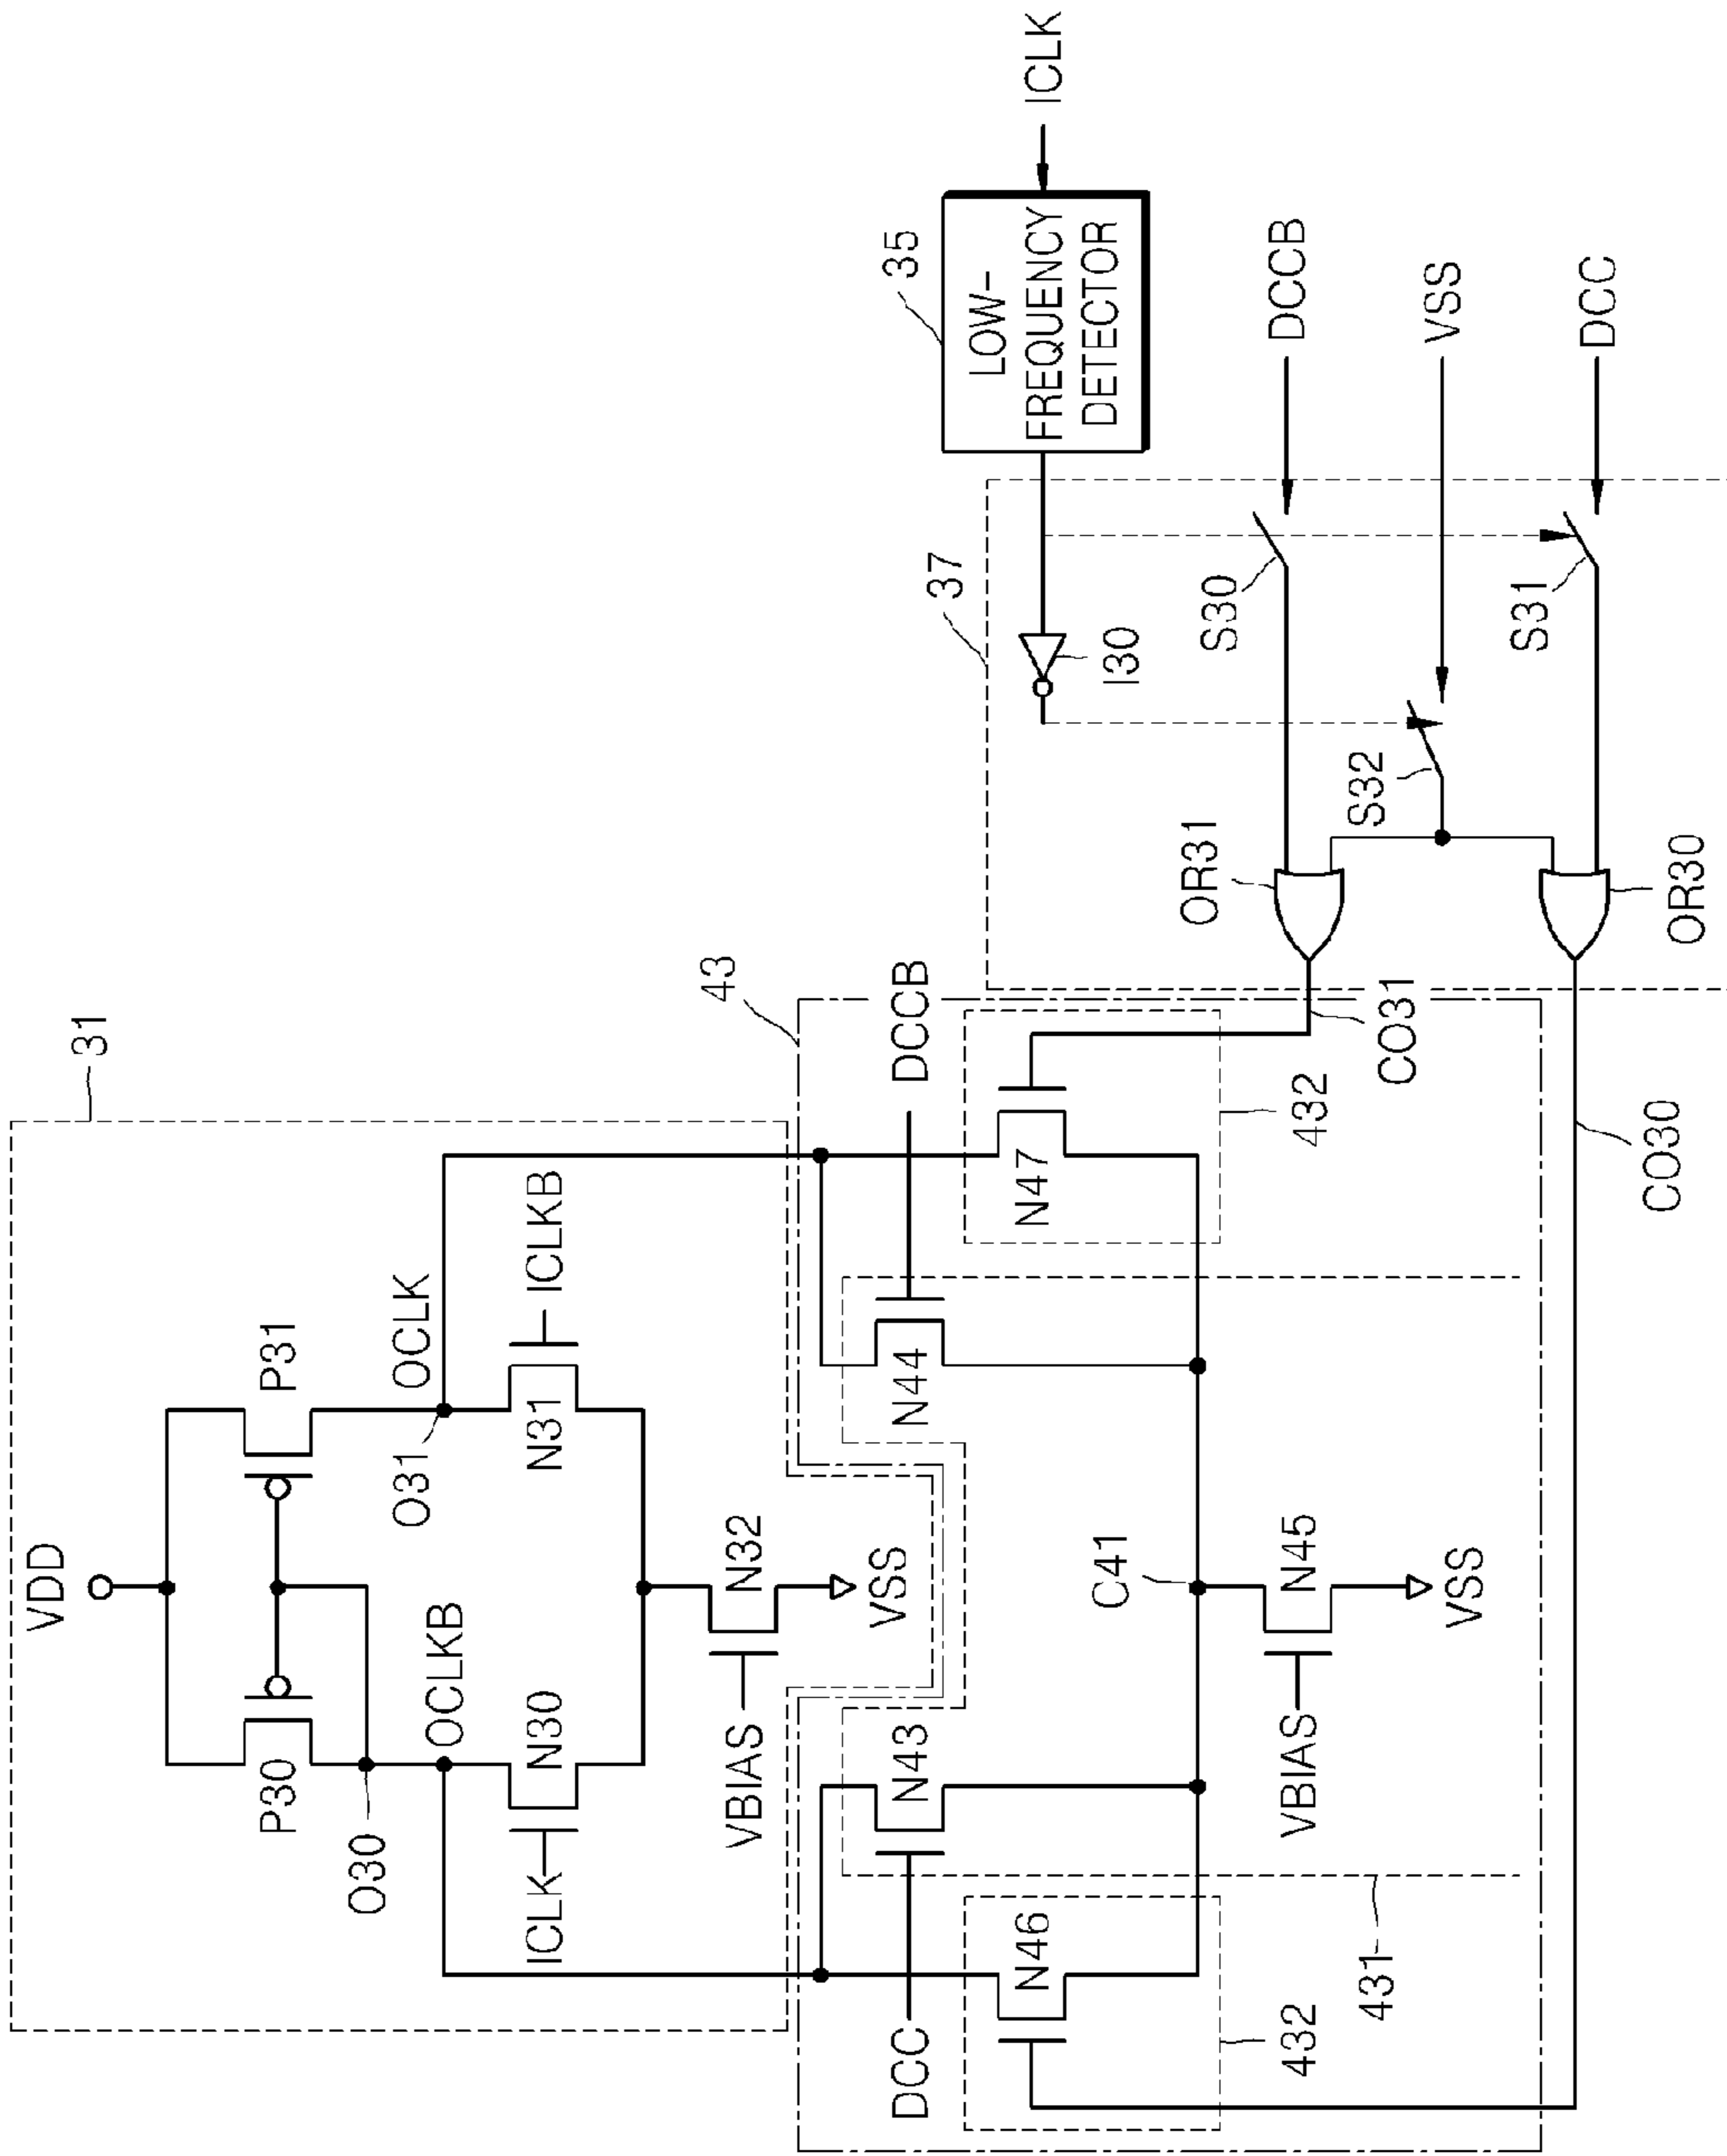 31
VDD
P30
P31
O30
OCLKB
O31
OCLK
ICLK
N30
N31
ICLKB
VBIAS
N32
VSS
43
DCC
N43
N44
DCCB
N46
N47
432
432
C41
431
VBIAS
N45
VSS
CO31
CO30
37
35
LOW-
FREQUENCY
DETECTOR
ICLK
I30
OR31
S30
DCCB
S32
VSS
OR30
S31
DCC